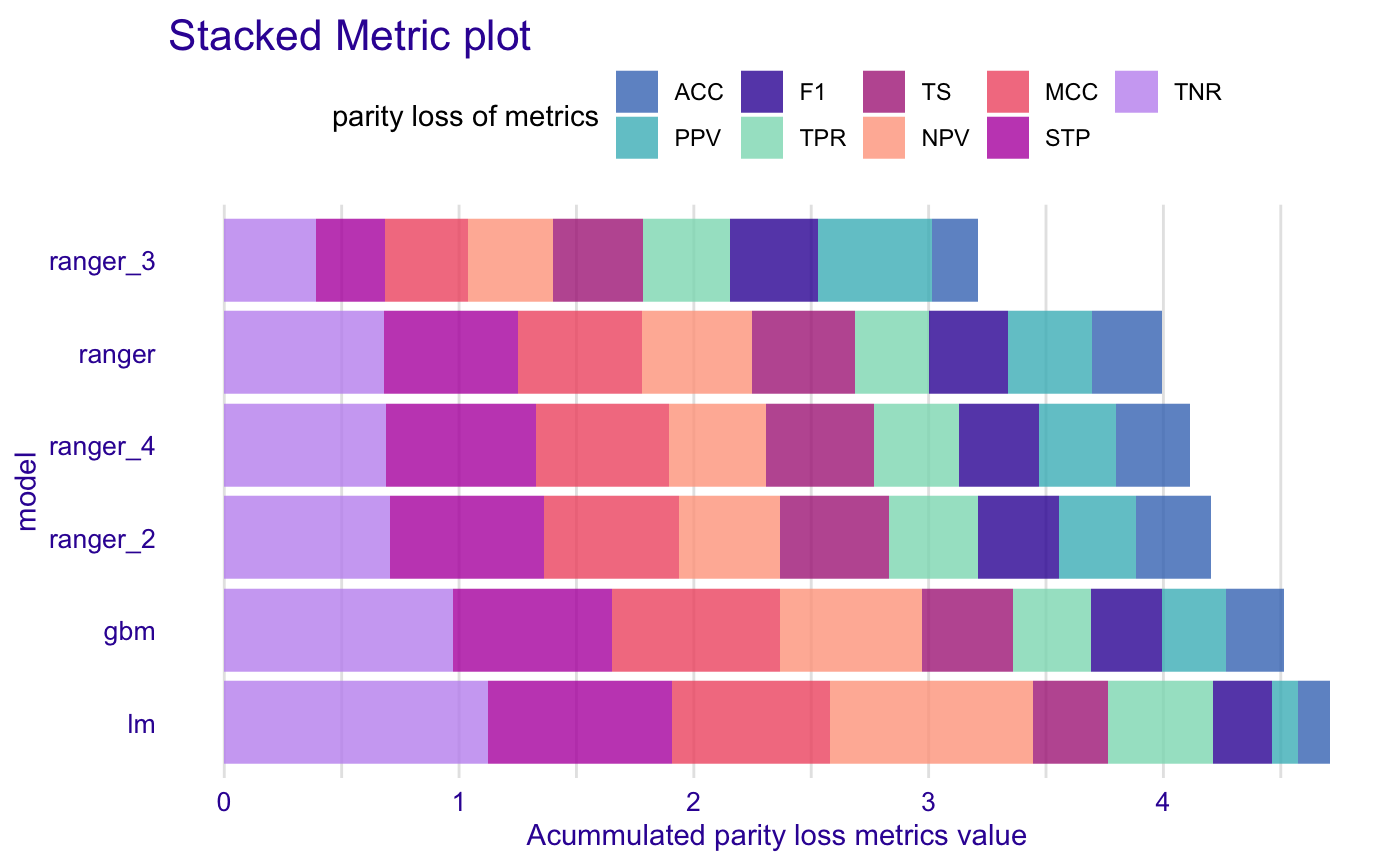 Stacked Metric plot
parity loss of metrics
ACC F1 TS MCC TNR
PPV TPR NPV STP
model
ranger_3
ranger
ranger_4
ranger_2
gbm
lm
0 1 2 3 4
Acummulated parity loss metrics value